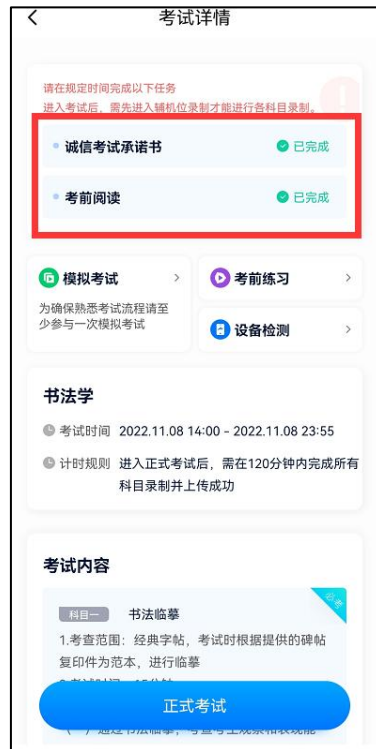 考试详情
请在规定时间完成以下任务
进入考试后，需先进入辅机位录制才能进行各科目录制。
诚信考试承诺书 已完成
考前阅读 已完成
模拟考试
为确保熟悉考试流程请至
少参与一次模拟考试
考前练习
设备检测
书法学
考试时间 2022.11.08 14:00 - 2022.11.08 23:55
计时规则 进入正式考试后，需在120分钟内完成所有
科目录制并上传成功
考试内容
必考
科目一 书法临摹
1.考查范围：经典字帖，考试时根据提供的碑帖
复印件为范本，进行临摹
正式考试